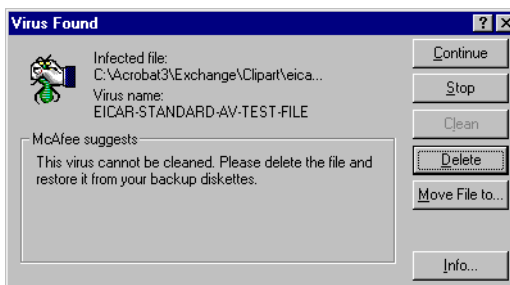 Virus Found
Infected file:
C:\Acrobat3\Exchange\Clipart\eica...
Virus name:
EICAR-STANDARD-AV-TEST-FILE
McAfee suggests
This virus cannot be cleaned. Please delete the file and
restore it from your backup diskettes.
Continue
Stop
Clean
Delete
Move File to...
Info...